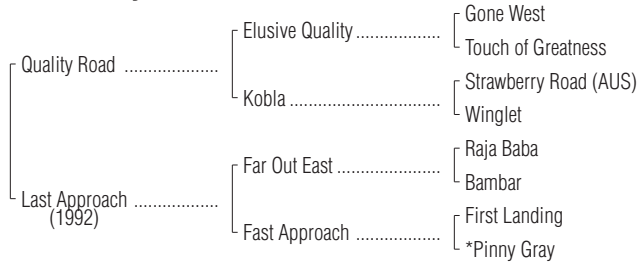 Gone West
Elusive Quality ..................
Touch of Greatness
Quality Road ....................
Strawberry Road (AUS)
Kobla ................................
Winglet
Raja Baba
Far Out East ......................
Bambar
Last Approach ..................
(1992)
First Landing
Fast Approach ...................
*Pinny Gray